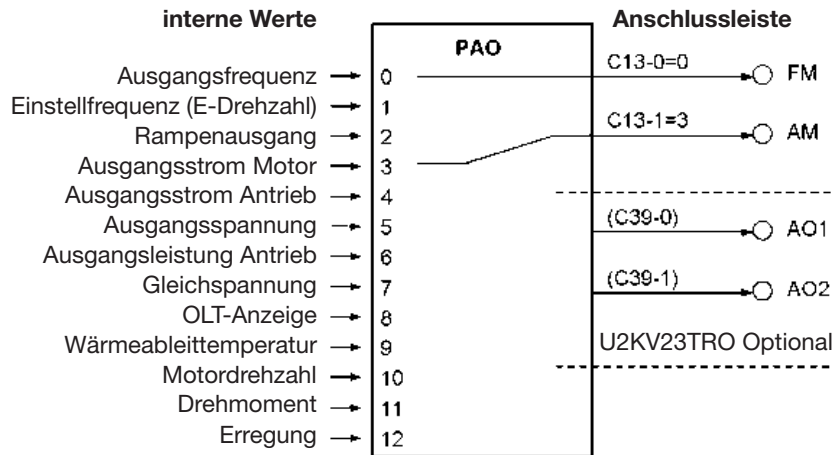 interne Werte
Anschlussleiste
PAO
Ausgangsfrequenz 0 C13-0=0 FM
Einstellfrequenz (E-Drehzahl) 1
Rampenausgang 2 C13-1=3 AM
Ausgangsstrom Motor 3
Ausgangsstrom Antrieb 4
Ausgangsspannung 5 (C39-0) AO1
Ausgangsleistung Antrieb 6
Gleichspannung 7 (C39-1) AO2
OLT-Anzeige 8
Wärmeableittemperatur 9 U2KV23TRO Optional
Motordrehzahl 10
Drehmoment 11
Erregung 12